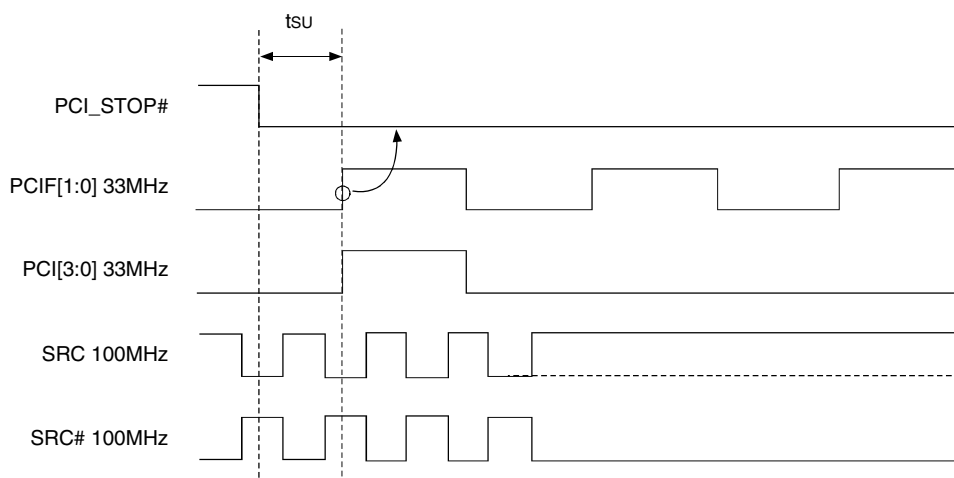 tsu
PCI_STOP#
PCIF[1:0] 33MHz
PCI[3:0] 33MHz
SRC 100MHz
SRC# 100MHz